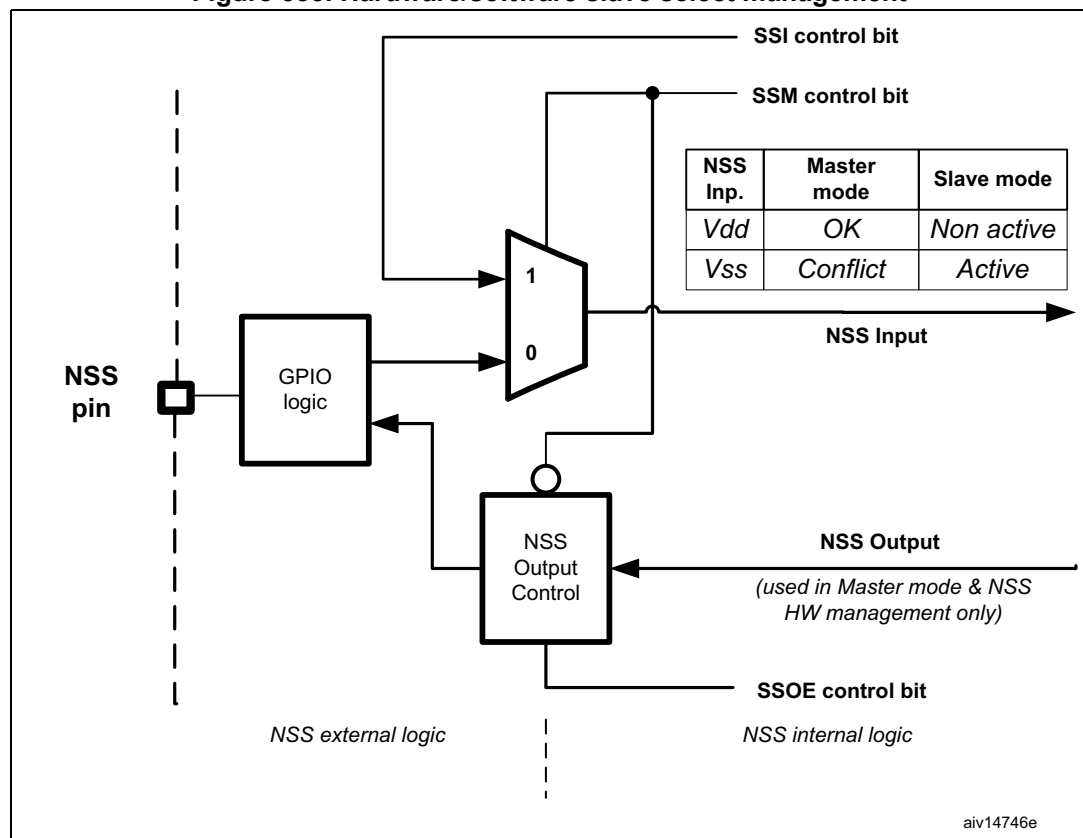 SSI control bit
SSM control bit
NSS Inp.
Master mode
Slave mode
Vdd
OK
Non active
Vss
Conflict
Active
1
0
NSS Input
NSS pin
GPIO logic
NSS Output Control
NSS Output
(used in Master mode & NSS
HW management only)
SSOE control bit
NSS external logic
NSS internal logic
aiv14746e